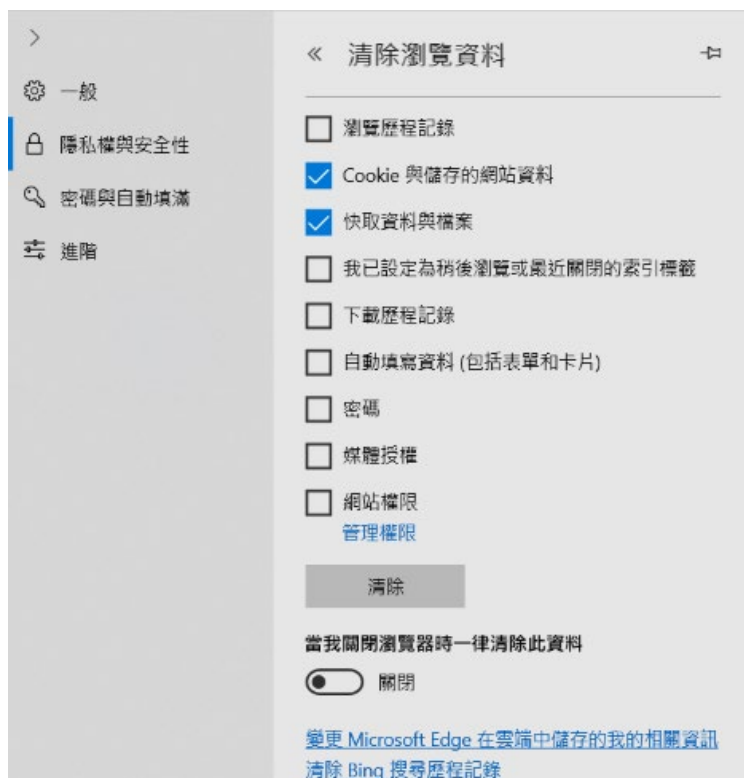 一般
隱私權與安全性
密碼與自動填滿
進階
清除瀏覽資料
瀏覽歷程記錄
Cookie 與儲存的網站資料
快取資料與檔案
我已設定為稍後瀏覽或最近關閉的索引標籤
下載歷程記錄
自動填寫資料 (包括表單和卡片)
密碼
媒體授權
網站權限
管理權限
清除
當我關閉瀏覽器時一律清除此資料
關閉
變更 Microsoft Edge 在雲端中儲存的我的相關資訊
清除 Bing 搜尋歷程記錄